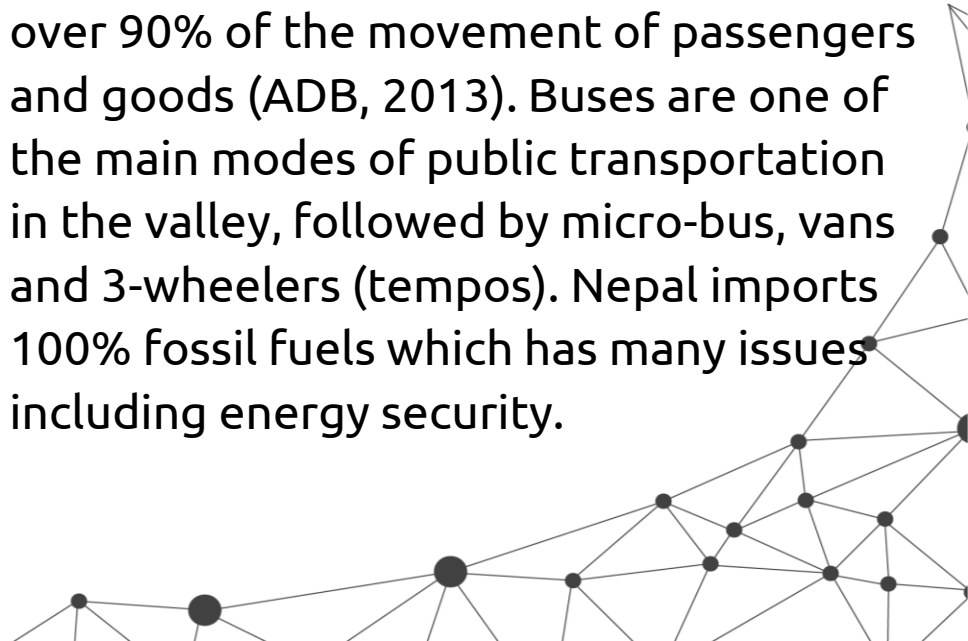 over 90% of the movement of passengers
and goods (ADB, 2013). Buses are one of
the main modes of public transportation
in the valley, followed by micro-bus, vans
and 3-wheelers (tempos). Nepal imports
100% fossil fuels which has many issues
including energy security.